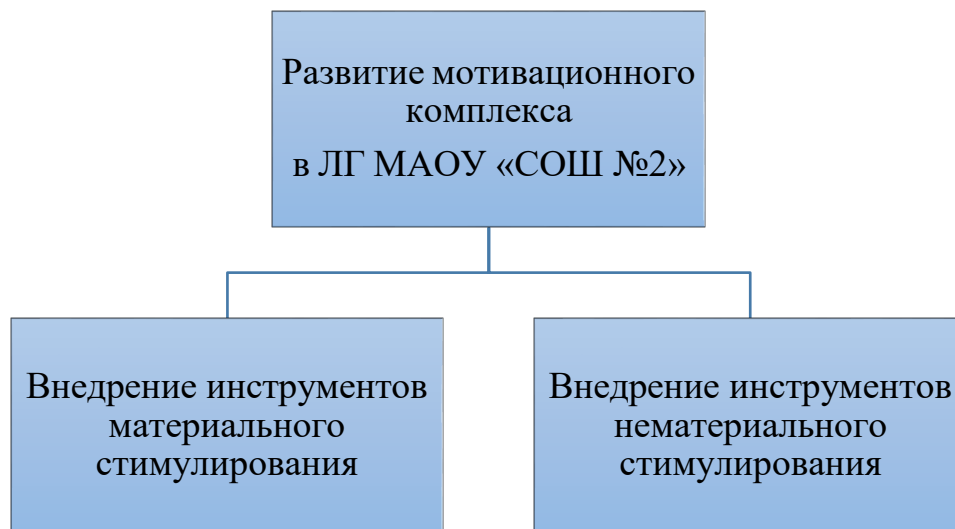 Развитие мотивационного
комплекса
в ЛГ МАОУ «СОШ №2»
Внедрение инструментов
материального
стимулирования
Внедрение инструментов
нематериального
стимулирования